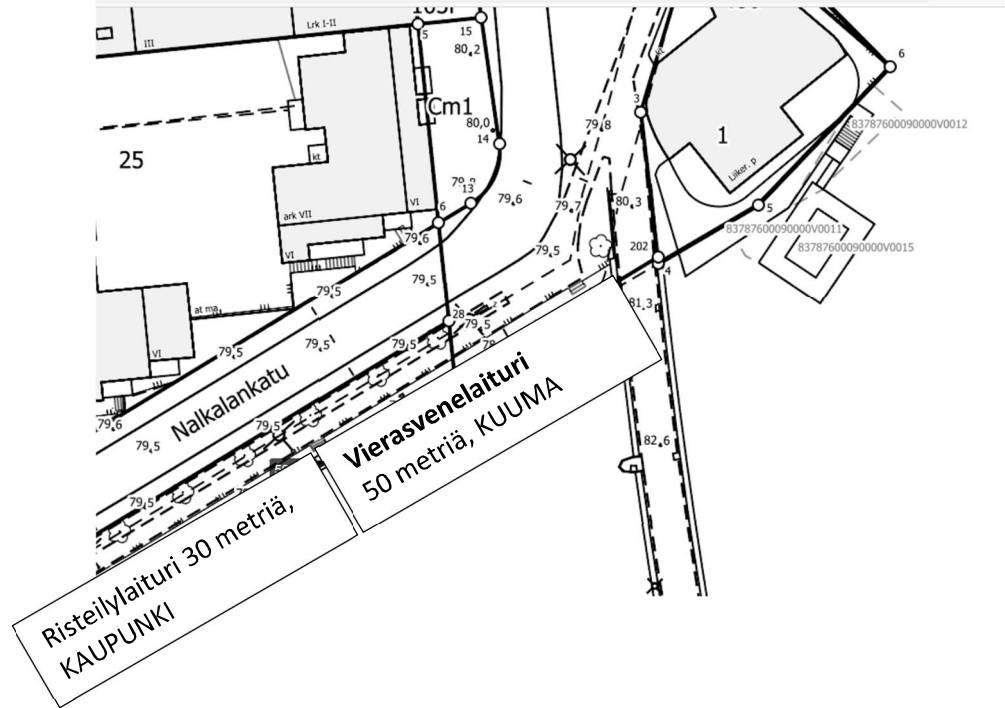 103P
Lrk I-II
III
5
15
80,2
6
3
Cm1
80,0
14
79,8
1
83787600090000V0012
25
kt
Liiker. p
13
79,6
79,7
80,3
5
ark VII
VI
6
79,6
83787600090000V0011
202
83787600090000V0015
79,5
4
VI
79,5
79,5
81,3
at ma
28
79,5
79,5
79,5
79,5
VI
Nalkalankatu
Vierasvenelaituri
50 metriä, KUUMA
79,6
79,5
79,5
82,6
79,5
Risteilylaituri 30 metriä,
KAUPUNKI